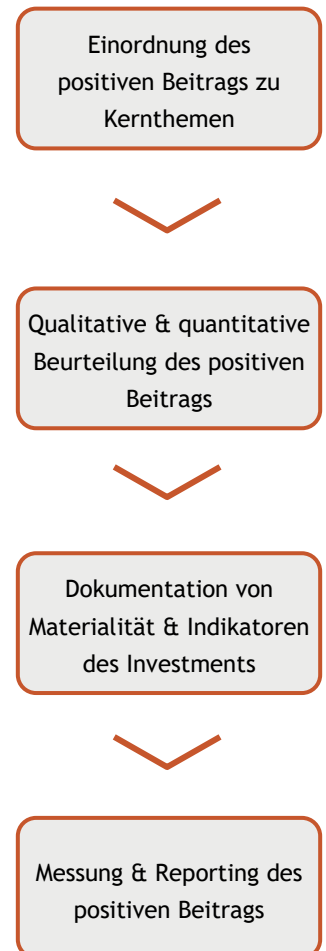 Einordnung des
positiven Beitrags zu
Kernthemen
Qualitative & quantitative
Beurteilung des positiven
Beitrags
Dokumentation von
Materialität & Indikatoren
des Investments
Messung & Reporting des
positiven Beitrags